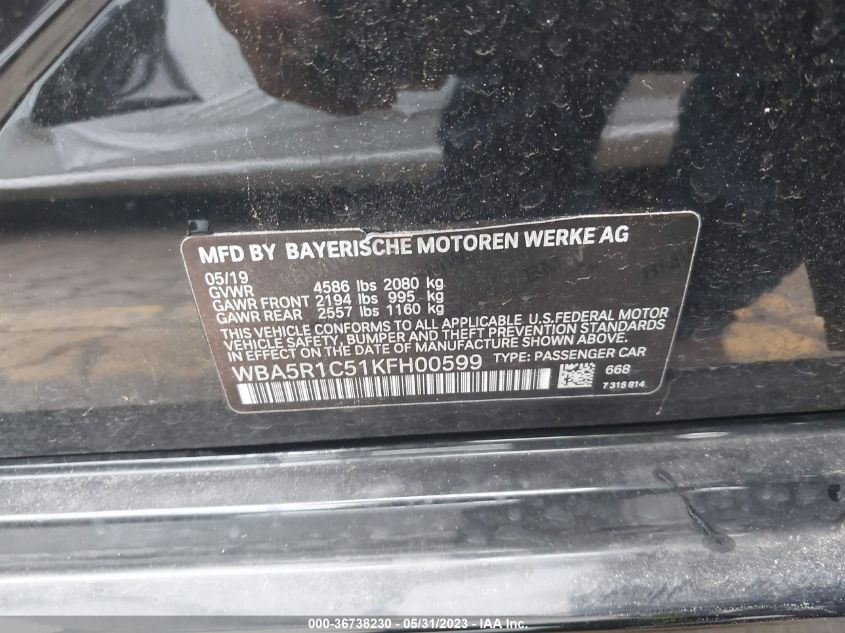 MFD BY BAYERISCHE MOTOREN WERKE AG
05/19
GVWR 4586 lbs 2080 kg
GAWR FRONT 2194 lbs 995 kg
GAWR REAR 2557 lbs 1160 kg
THIS VEHICLE CONFORMS TO ALL APPLICABLE U.S.FEDERAL MOTOR
VEHICLE SAFETY, BUMPER AND THEFT PREVENTION STANDARDS
IN EFFECT ON THE DATE OF MANUFACTURE SHOWN ABOVE.
WBA5R1C51KFH00599 TYPE: PASSENGER CAR
668
7 315 814
000-36738230 - 05/31/2023 - IAA Inc.